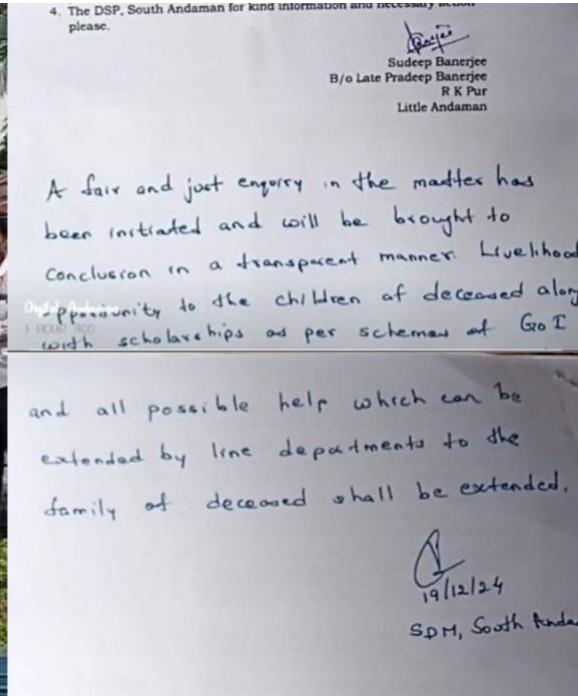 4. The DSP, South Andaman for kind information and necessary action
please.
Sudeep Banerjee
B/o Late Pradeep Banerjee
R K Pur
Little Andaman
A fair and just enquiry in the matter has
been initiated and will be brought to
conclusion in a transparent manner. Livelihood
opportunity to the children of deceased along
1 HOUR AGO
with scholarships as per schemes of GoI
and all possible help which can be
extended by line departments to the
family of deceased shall be extended.
19/12/24
SDM, South Anda